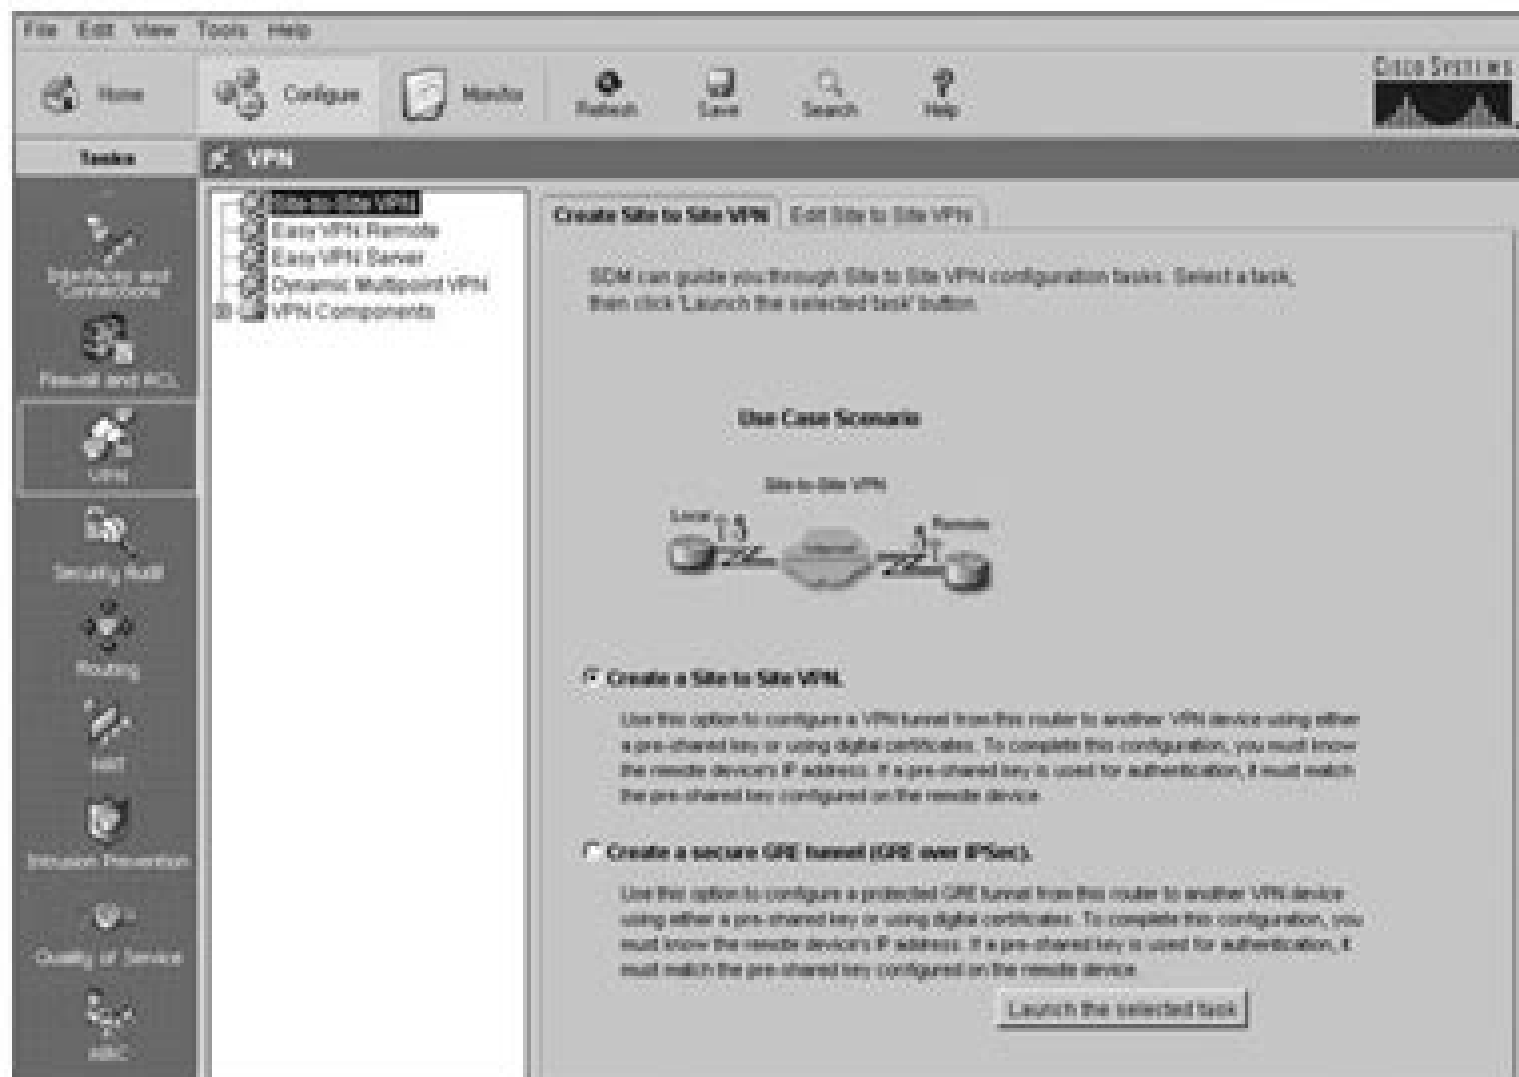 File Edit View Tools Help
Home Configure Monitor Refresh Save Search Help
CISCO SYSTEMS
Tasks
VPN
Interfaces and Connections
Firewall and ACL
VPN
Security Audit
Routing
NAT
Intrusion Prevention
Quality of Service
Site-to-Site VPN
Easy VPN Remote
Easy VPN Server
Dynamic Multipoint VPN
VPN Components
Create Site to Site VPN Edit Site to Site VPN
SDM can guide you through Site to Site VPN configuration tasks. Select a task,
then click 'Launch the selected task' button.
Use Case Scenario
Site-to-Site VPN
Local
Internet
Remote
Create a Site to Site VPN.
Use this option to configure a VPN tunnel from this router to another VPN device using either
a pre-shared key or using digital certificates. To complete this configuration, you must know
the remote device's IP address. If a pre-shared key is used for authentication, it must match
the pre-shared key configured on the remote device.
Create a secure GRE tunnel (GRE over IPSec).
Use this option to configure a protected GRE tunnel from this router to another VPN device
using either a pre-shared key or using digital certificates. To complete this configuration, you
must know the remote device's IP address. If a pre-shared key is used for authentication, it
must match the pre-shared key configured on the remote device.
Launch the selected task